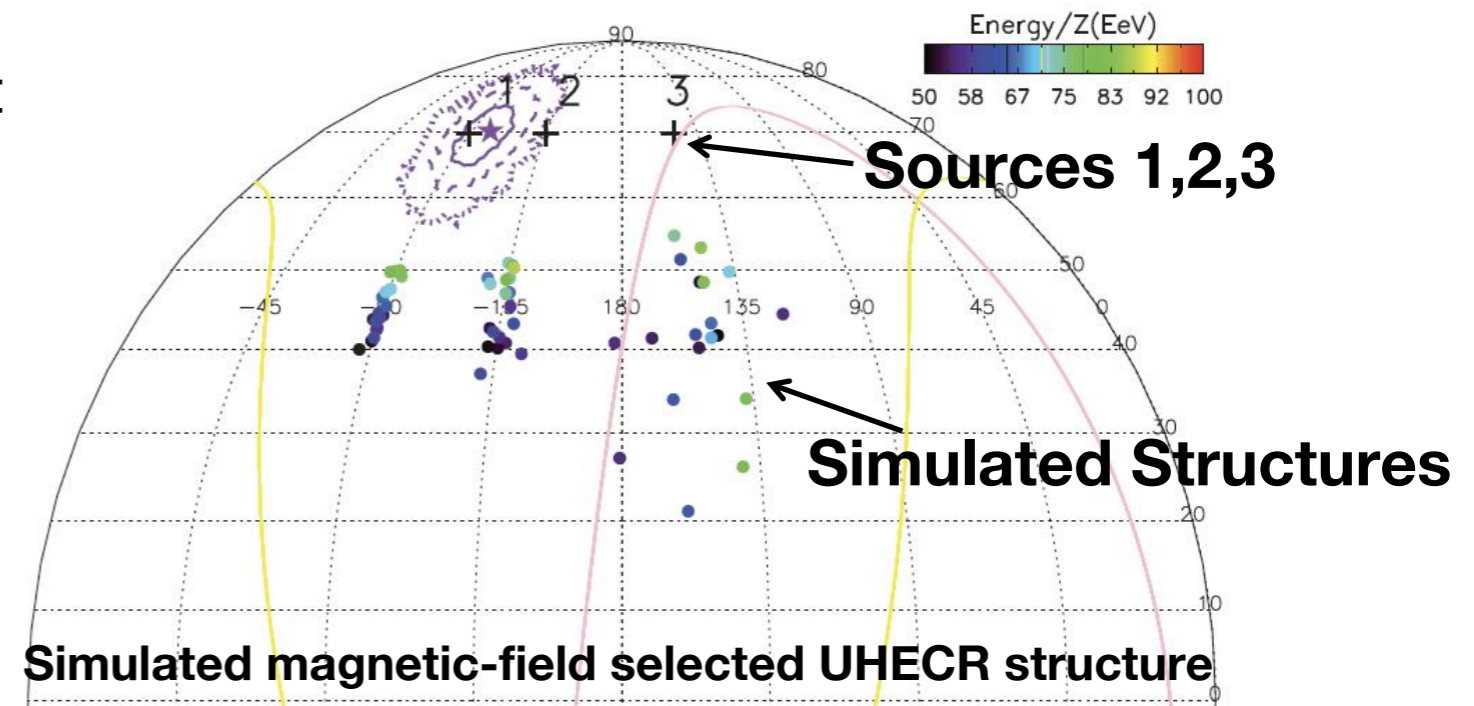 Energy/Z(EeV)
50 58 67 75 83 92 100
90
80
1 2 3
70
Sources 1,2,3
60
50
-45 180 135 90 45 0
40
30
Simulated Structures
20
10
Simulated magnetic-field selected UHECR structure
0